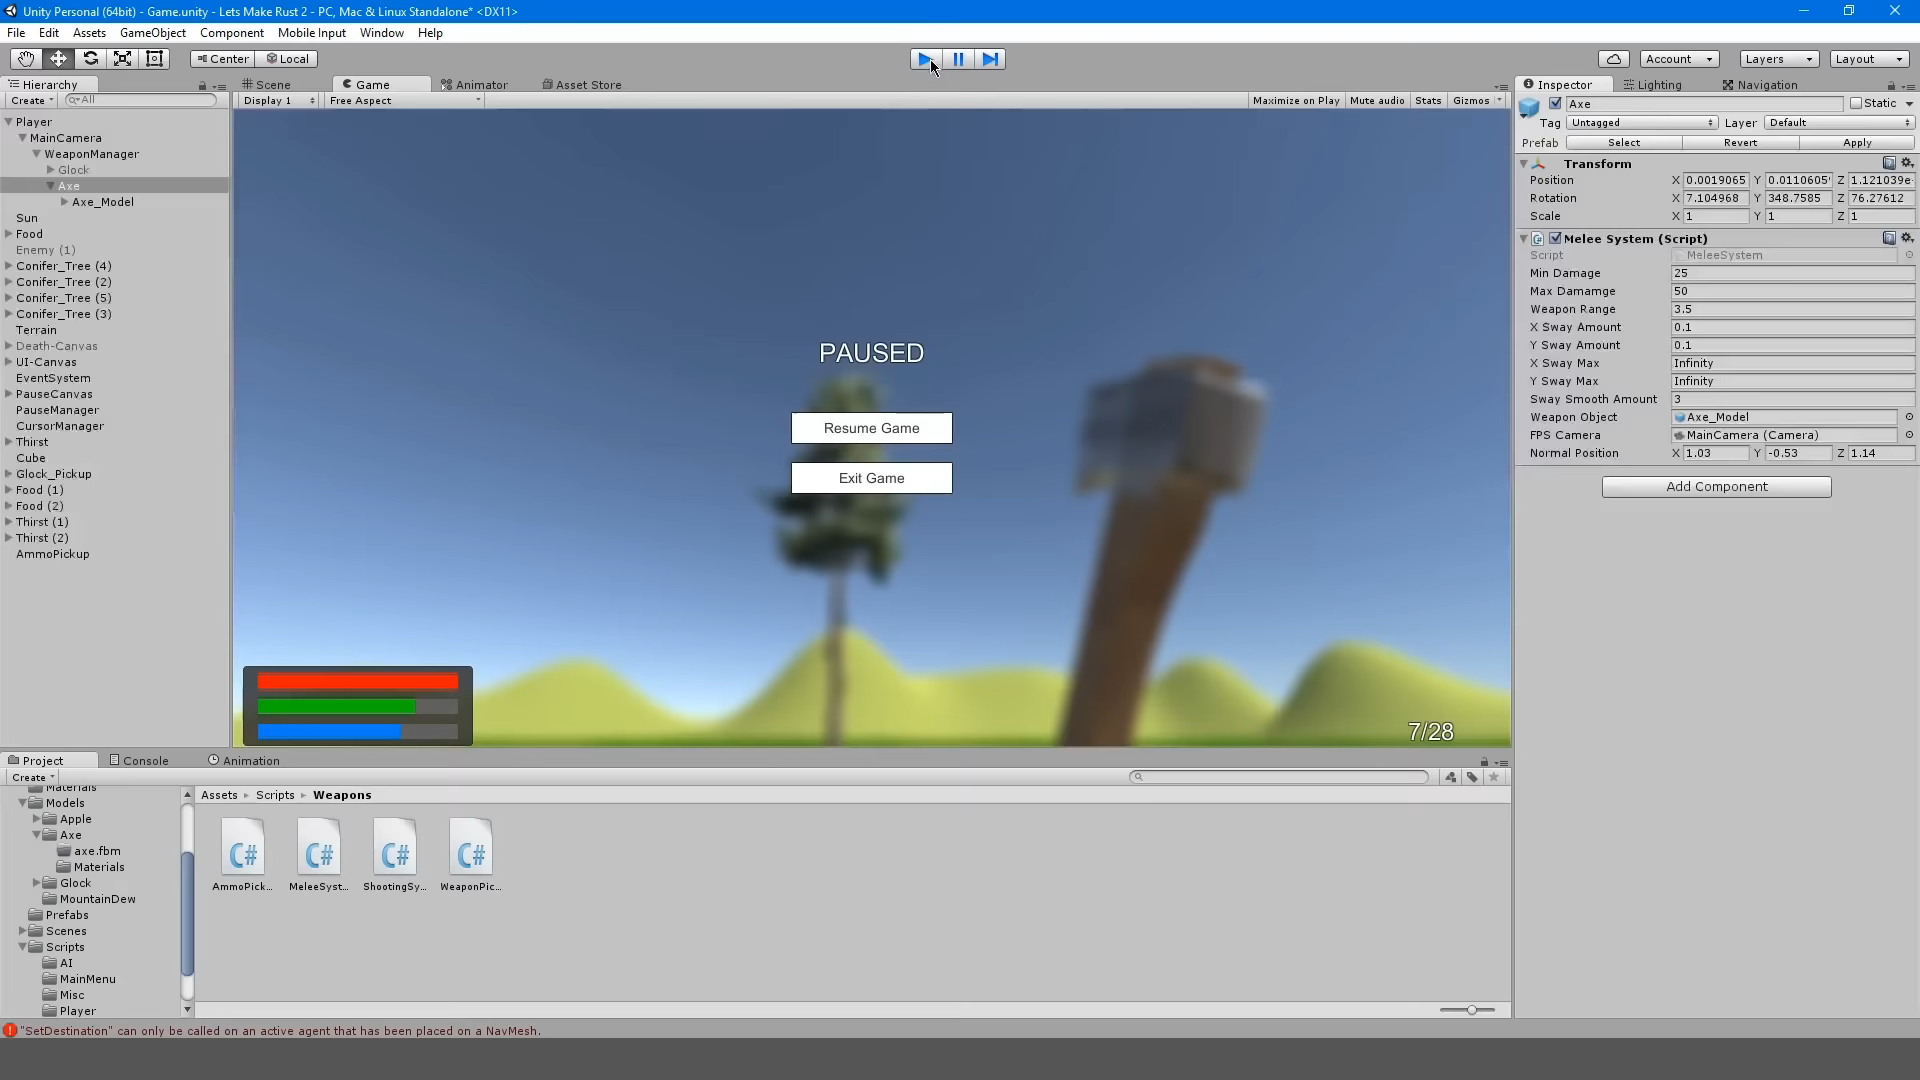 Unity Personal (64bit) - Game.unity - Lets Make Rust 2 - PC, Mac & Linux Standalone* <DX11>
File Edit Assets GameObject Component Mobile Input Window Help
Center Local Account Layers Layout
Hierarchy Scene Game Animator Asset Store Inspector Lighting Navigation
Create All Display 1 Free Aspect Maximize on Play Mute audio Stats Gizmos
Axe Static
Tag Untagged Layer Default
Prefab Select Revert Apply
Transform
Position X 0.0019065 Y 0.0110605 Z 1.121039e
Rotation X 7.104968 Y 348.7585 Z 76.27612
Scale X 1 Y 1 Z 1
Melee System (Script)
Script MeleeSystem
Min Damage 25
Max Damamge 50
Weapon Range 3.5
X Sway Amount 0.1
Y Sway Amount 0.1
X Sway Max Infinity
Y Sway Max Infinity
Sway Smooth Amount 3
Weapon Object Axe_Model
FPS Camera MainCamera (Camera)
Normal Position X 1.03 Y -0.53 Z 1.14
Add Component
Player
MainCamera
WeaponManager
Glock
Axe
Axe_Model
Sun
Food
Enemy (1)
Conifer_Tree (4)
Conifer_Tree (2)
Conifer_Tree (5)
Conifer_Tree (3)
Terrain
Death-Canvas
UI-Canvas
EventSystem
PauseCanvas
PauseManager
CursorManager
Thirst
Cube
Glock_Pickup
Food (1)
Food (2)
Thirst (1)
Thirst (2)
AmmoPickup
PAUSED
Resume Game
Exit Game
7/28
Project Console Animation
Create
Materials
Models
Apple
Axe
axe.fbm
Materials
Glock
MountainDew
Prefabs
Scenes
Scripts
AI
MainMenu
Misc
Player
Assets Scripts Weapons
C# C# C# C#
AmmoPick... MeleeSyst... ShootingSy... WeaponPic...
"SetDestination" can only be called on an active agent that has been placed on a NavMesh.